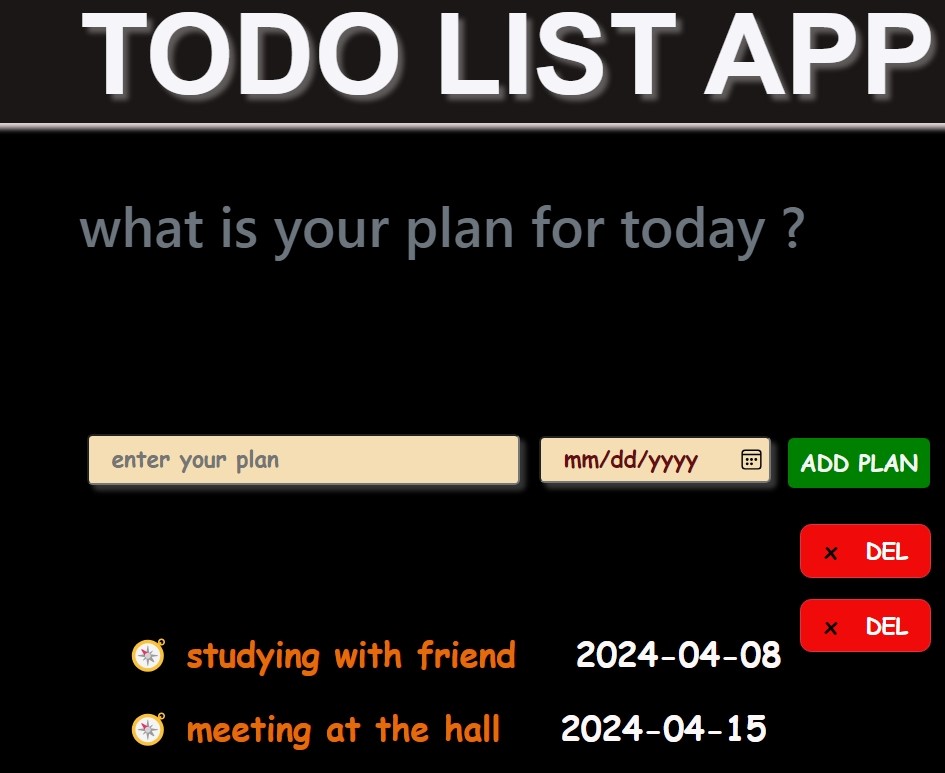 TODO LIST APP
what is your plan for today ?
enter your plan mm/dd/yyyy ADD PLAN
x DEL
x DEL
studying with friend 2024-04-08
meeting at the hall 2024-04-15